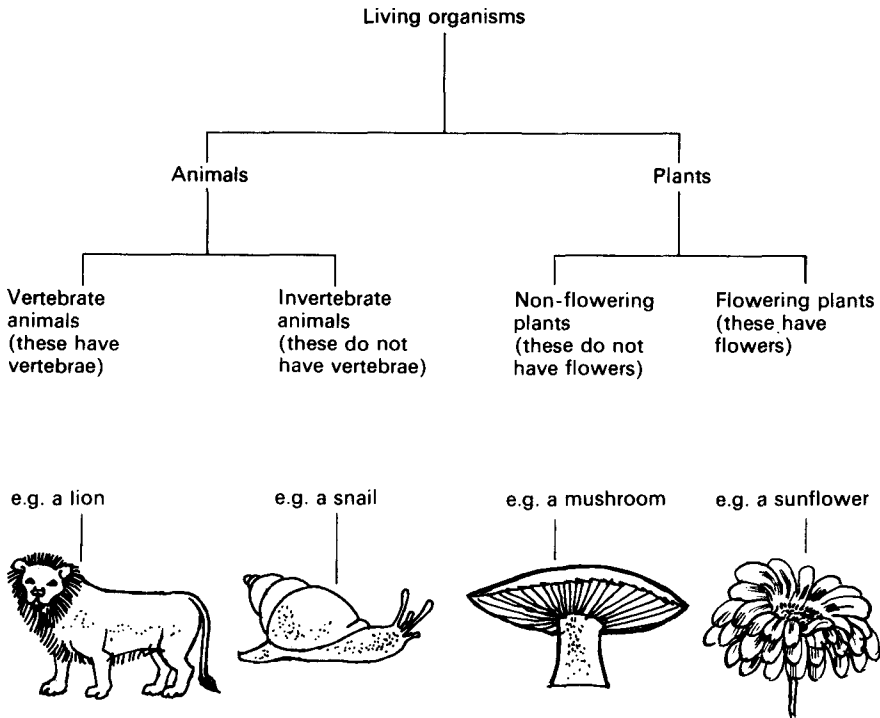 Living organisms
Animals
Plants
Vertebrate
animals
(these have
vertebrae)
Invertebrate
animals
(these do not
have vertebrae)
Non-flowering
plants
(these do not
have flowers)
Flowering plants
(these have
flowers)
e.g. a lion
e.g. a snail
e.g. a mushroom
e.g. a sunflower